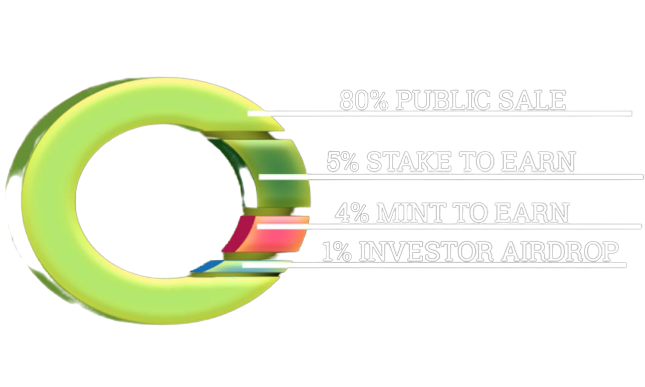 80% PUBLIC SALE
5% STAKE TO EARN
4% MINT TO EARN
1% INVESTOR AIRDROP